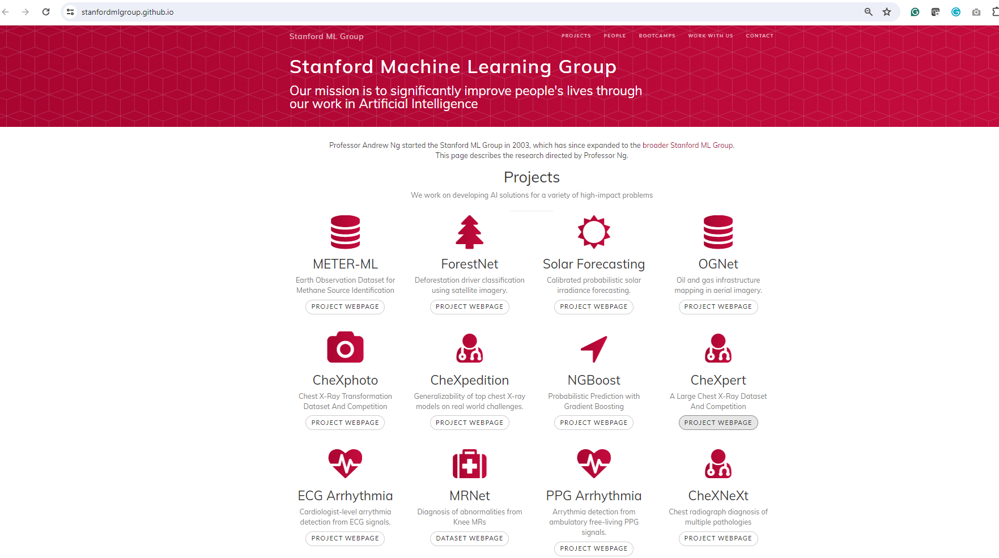 stanfordmlgroup.github.io
Stanford ML Group
PROJECTS PEOPLE BOOTCAMPS WORK WITH US CONTACT
Stanford Machine Learning Group
Our mission is to significantly improve people's lives through
our work in Artificial Intelligence
Professor Andrew Ng started the Stanford ML Group in 2003, which has since expanded to the broader Stanford ML Group.
This page describes the research directed by Professor Ng.
Projects
We work on developing AI solutions for a variety of high-impact problems
METER-ML
Earth Observation Dataset for
Methane Source Identification
PROJECT WEBPAGE
ForestNet
Deforestation driver classification
using satellite imagery.
PROJECT WEBPAGE
Solar Forecasting
Calibrated probabilistic solar
irradiance forecasting.
PROJECT WEBPAGE
OGNet
Oil and gas infrastructure
mapping in aerial imagery.
PROJECT WEBPAGE
CheXphoto
Chest X-Ray Transformation
Dataset And Competition
PROJECT WEBPAGE
CheXpedition
Generalizability of top chest X-ray
models on real world challenges.
PROJECT WEBPAGE
NGBoost
Probabilistic Prediction with
Gradient Boosting
PROJECT WEBPAGE
CheXpert
A Large Chest X-Ray Dataset
And Competition
PROJECT WEBPAGE
ECG Arrhythmia
Cardiologist-level arrythmia
detection from ECG signals.
PROJECT WEBPAGE
MRNet
Diagnosis of abnormalities from
Knee MRs
DATASET WEBPAGE
PPG Arrhythmia
Arrythmia detection from
ambulatory free-living PPG
signals.
PROJECT WEBPAGE
CheXNeXt
Chest radiograph diagnosis of
multiple pathologies
PROJECT WEBPAGE